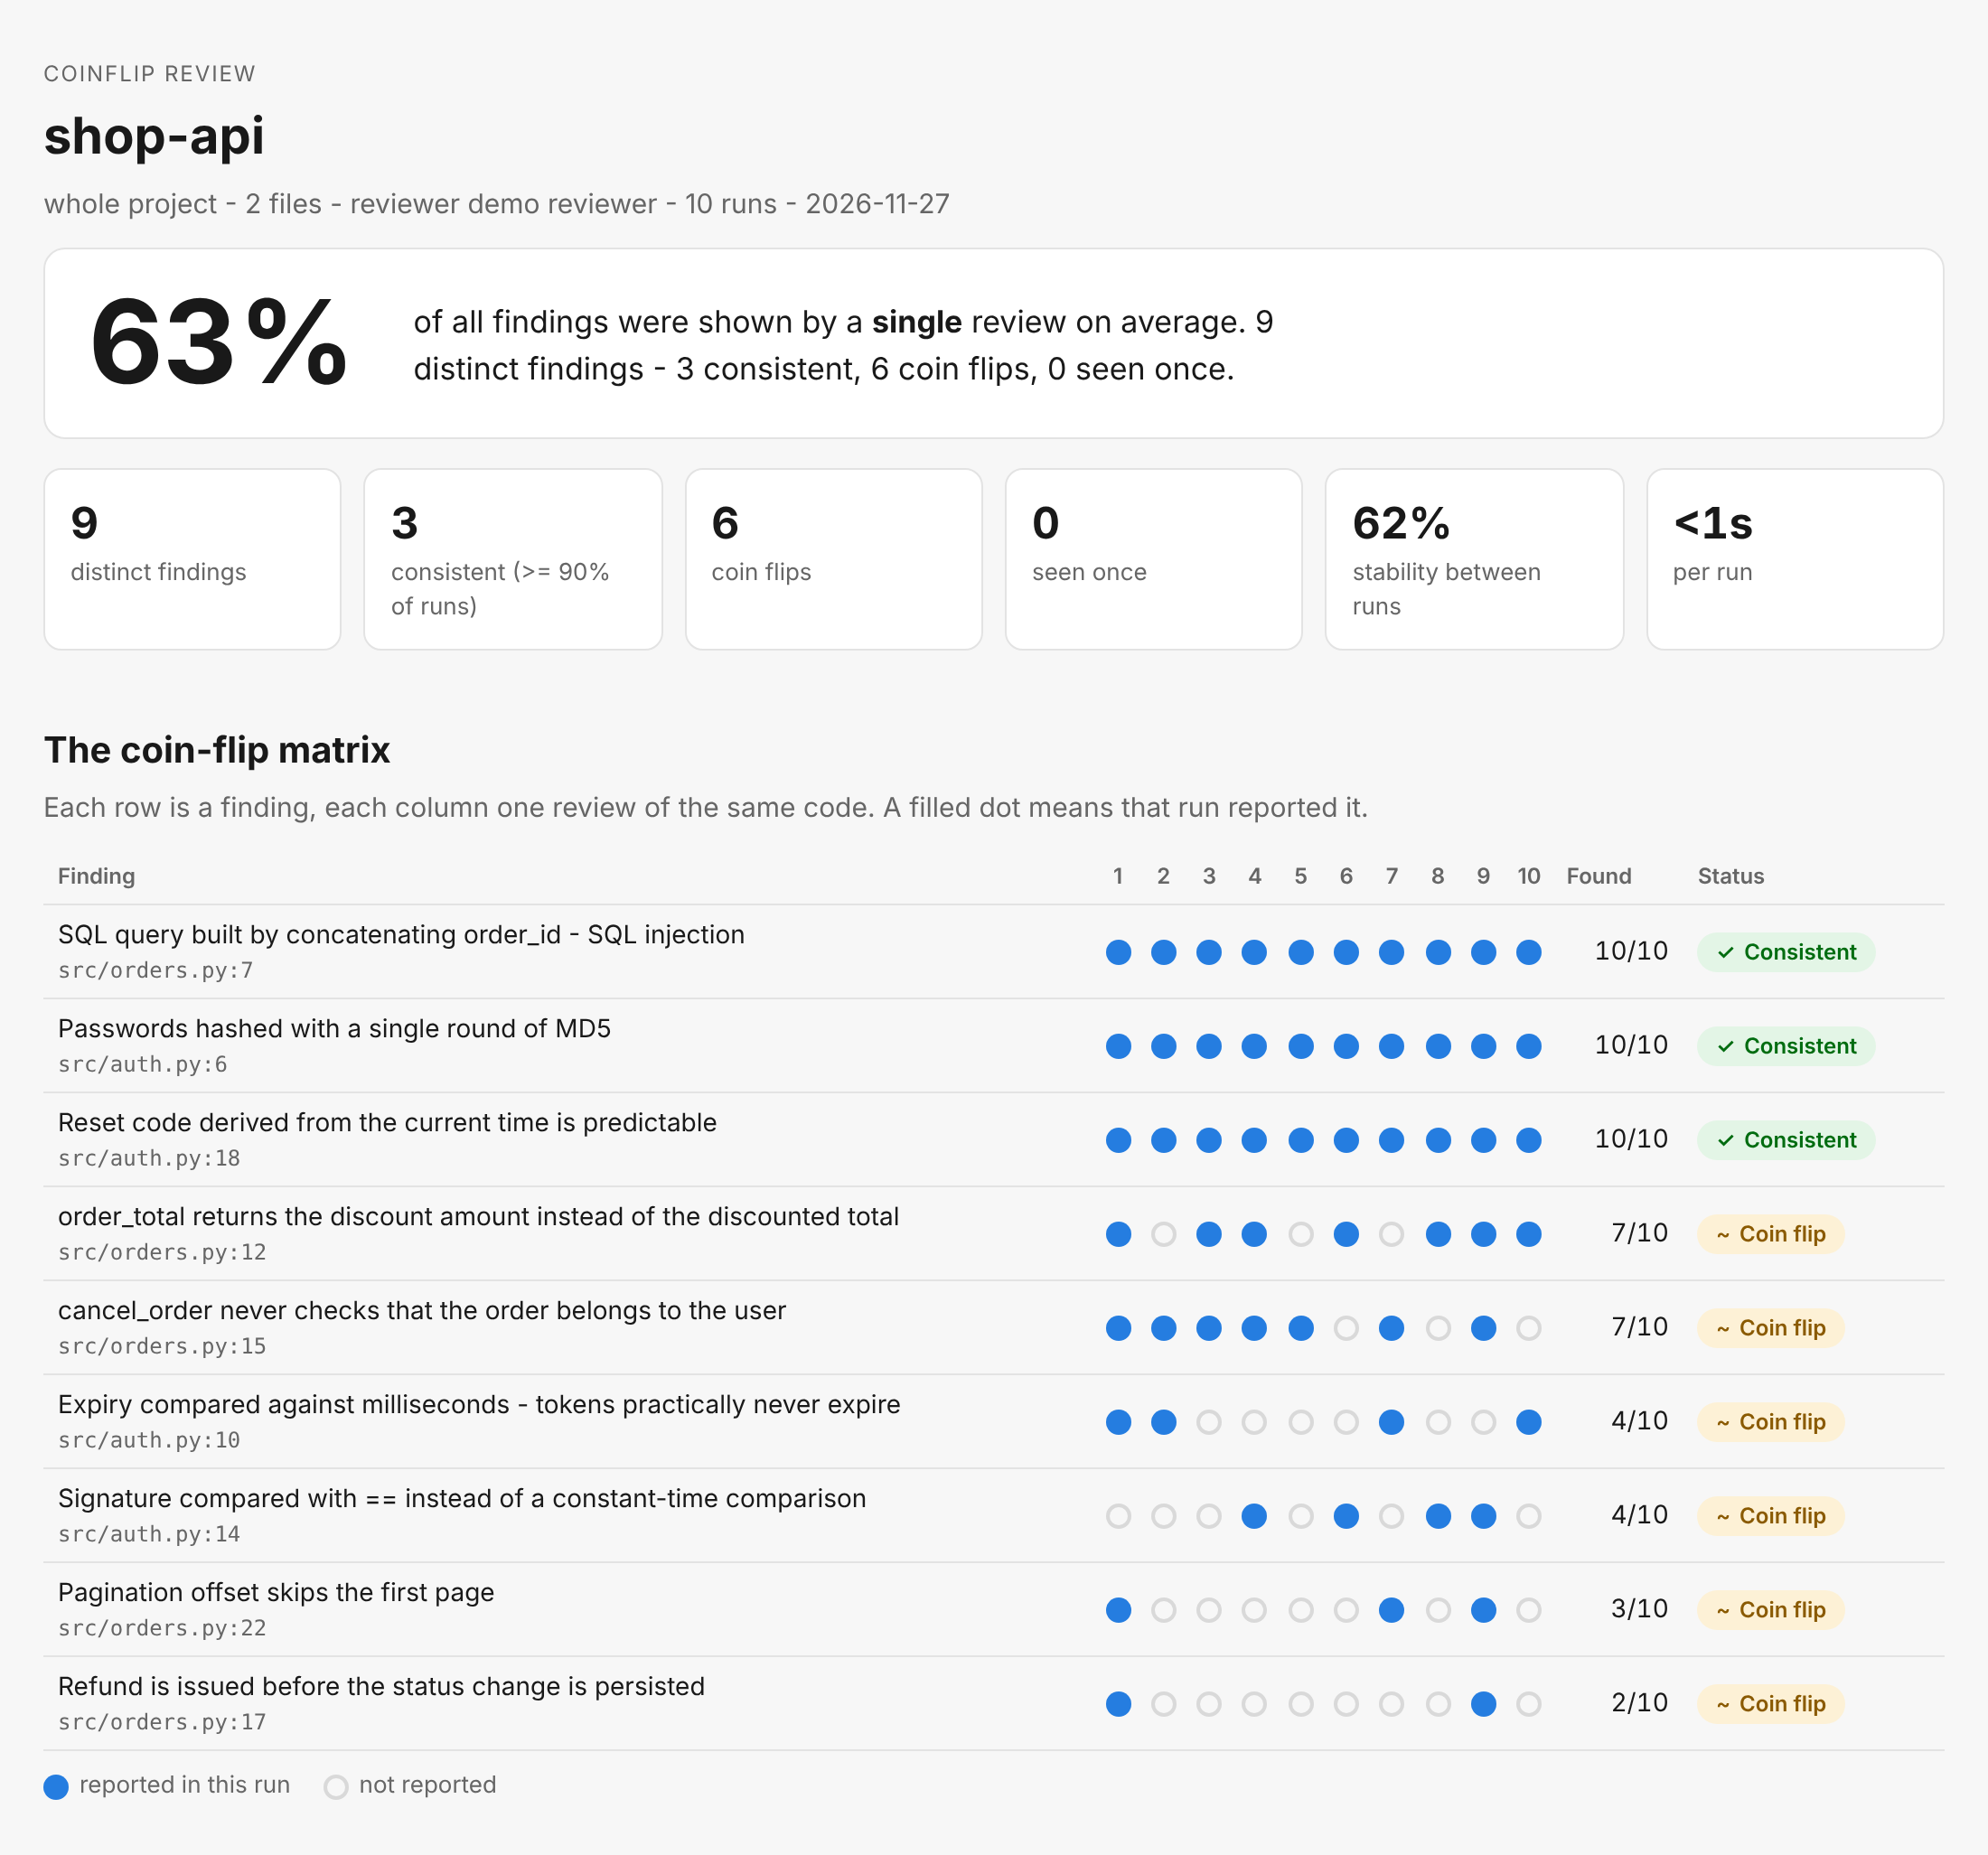 COINFLIP REVIEW
shop-api
whole project - 2 files - reviewer demo reviewer - 10 runs - 2026-11-27
63%
of all findings were shown by a single review on average. 9
distinct findings - 3 consistent, 6 coin flips, 0 seen once.
9
distinct findings
3
consistent (>= 90%
of runs)
6
coin flips
0
seen once
62%
stability between
runs
<1s
per run
The coin-flip matrix
Each row is a finding, each column one review of the same code. A filled dot means that run reported it.
Finding 1 2 3 4 5 6 7 8 9 10 Found Status
SQL query built by concatenating order_id - SQL injection
src/orders.py:7
10/10 ✓ Consistent
Passwords hashed with a single round of MD5
src/auth.py:6
10/10 ✓ Consistent
Reset code derived from the current time is predictable
src/auth.py:18
10/10 ✓ Consistent
order_total returns the discount amount instead of the discounted total
src/orders.py:12
7/10 ~ Coin flip
cancel_order never checks that the order belongs to the user
src/orders.py:15
7/10 ~ Coin flip
Expiry compared against milliseconds - tokens practically never expire
src/auth.py:10
4/10 ~ Coin flip
Signature compared with == instead of a constant-time comparison
src/auth.py:14
4/10 ~ Coin flip
Pagination offset skips the first page
src/orders.py:22
3/10 ~ Coin flip
Refund is issued before the status change is persisted
src/orders.py:17
2/10 ~ Coin flip
reported in this run not reported